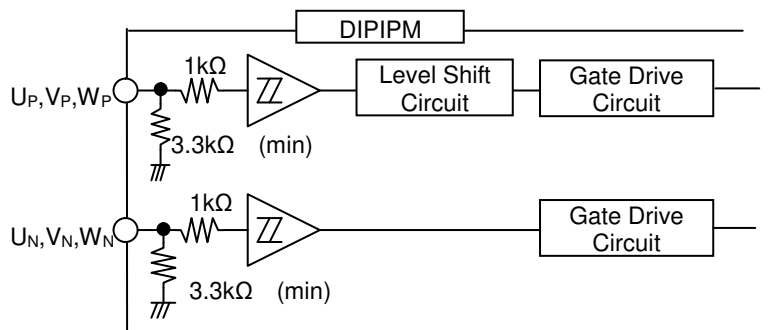 DIPIPM
1kΩ
Level Shift
Circuit
Gate Drive
Circuit
UP,VP,WP
3.3kΩ (min)
1kΩ
Gate Drive
Circuit
UN,VN,WN
3.3kΩ (min)